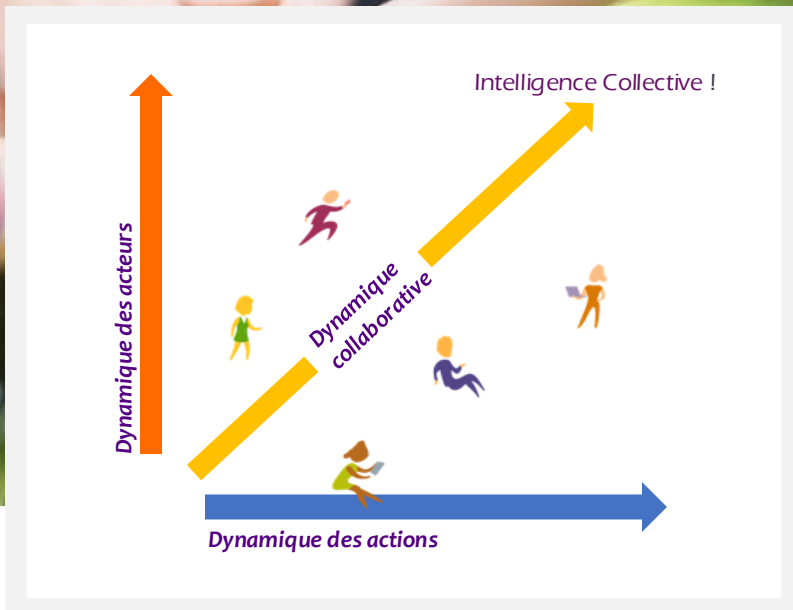 Intelligence Collective !
Dynamique des acteurs
Dynamique
collaborative
Dynamique des actions